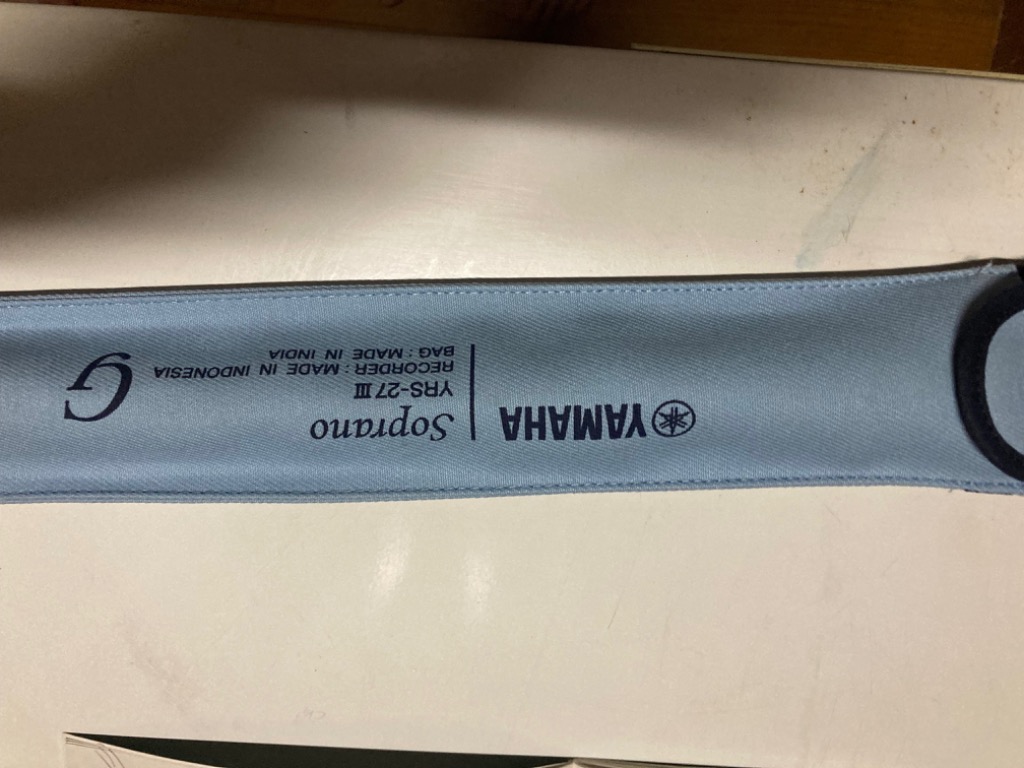 YAMAHA
Soprano
YRS-27III
RECORDER : MADE IN INDONESIA
BAG : MADE IN INDIA
G